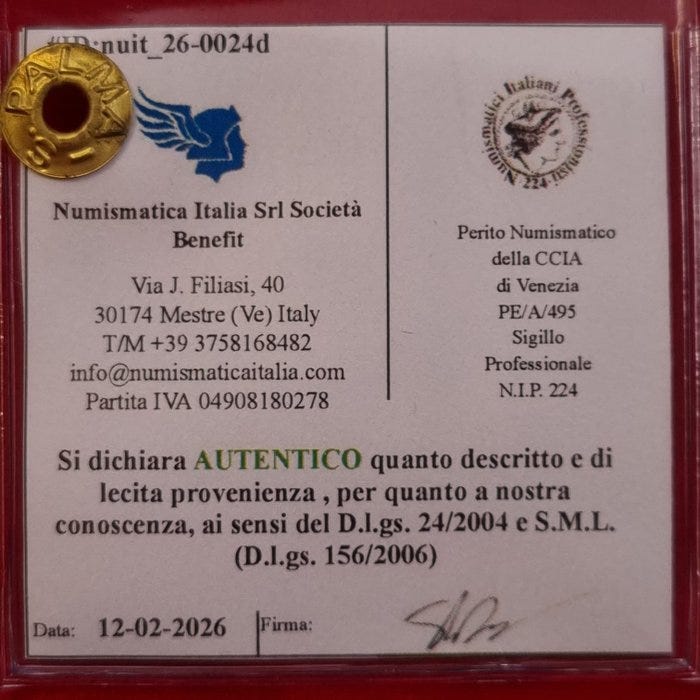 #ID:nuit_26-0024d
PALMA
S.I.
Numismatica Italia Srl Società
Benefit
Via J. Filiasi, 40
30174 Mestre (Ve) Italy
T/M +39 3758168482
info@numismaticaitalia.com
Partita IVA 04908180278
Numismatici Italiani Professionisti
N. 224
Perito Numismatico
della CCIA
di Venezia
PE/A/495
Sigillo
Professionale
N.I.P. 224
Si dichiara AUTENTICO quanto descritto e di
lecita provenienza , per quanto a nostra
conoscenza, ai sensi del D.l.gs. 24/2004 e S.M.L.
(D.l.gs. 156/2006)
Data: 12-02-2026
Firma: